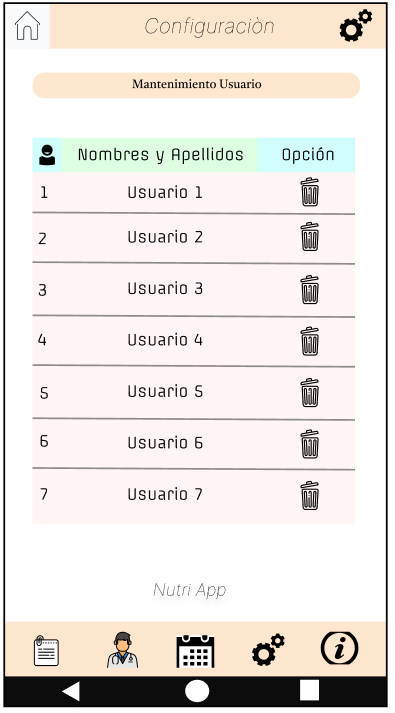 Configuraciòn
Mantenimiento Usuario
Nombres y Apellidos Opción
1 Usuario 1
2 Usuario 2
3 Usuario 3
4 Usuario 4
5 Usuario 5
6 Usuario 6
7 Usuario 7
Nutri App
i